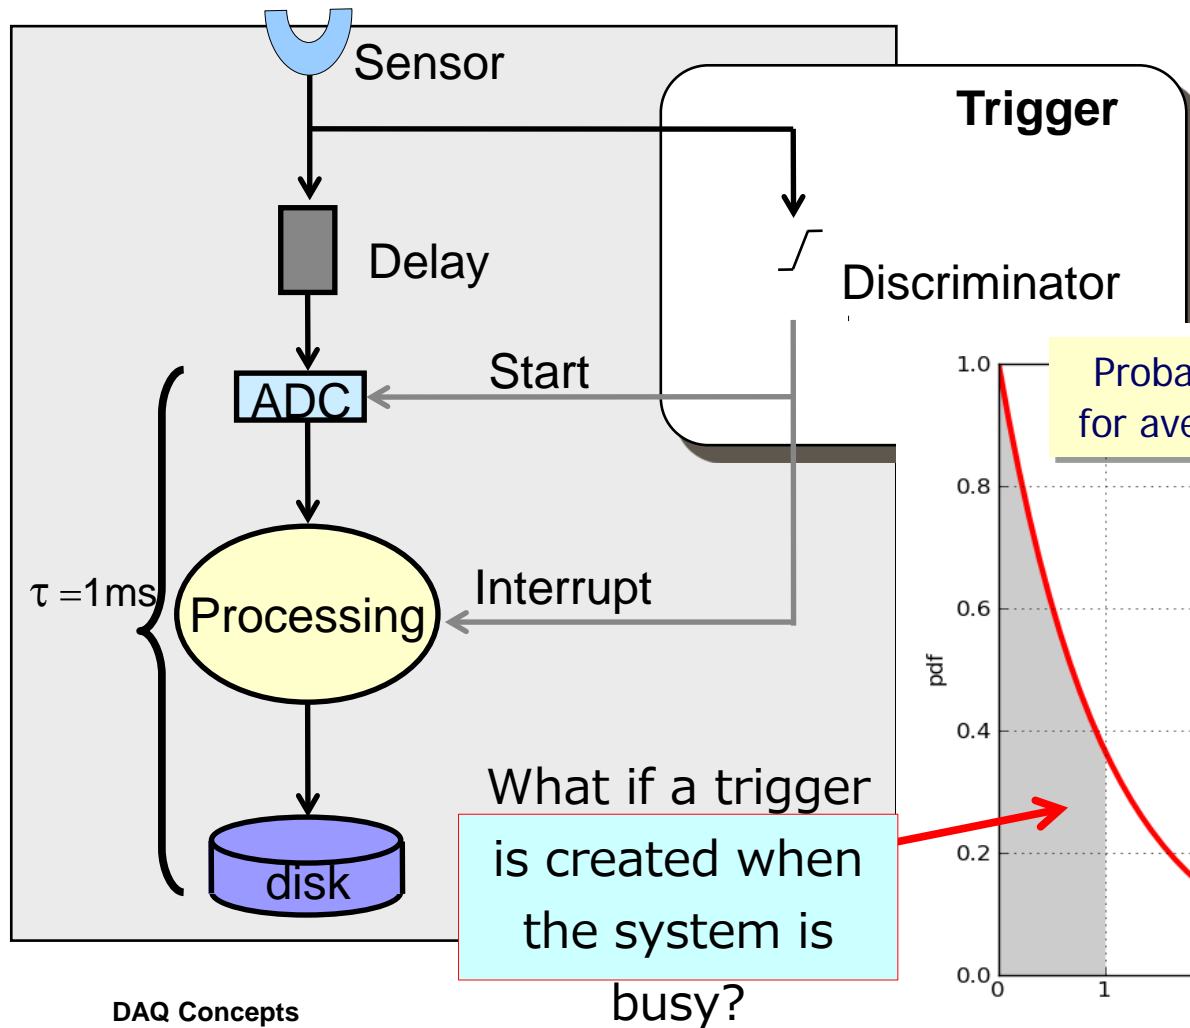 Sensor
Trigger
Delay
Discriminator
Start
ADC
Interrupt
Processing
τ =1ms
disk
What if a trigger
is created when
the system is
busy?
1.0
0.8
0.6
0.4
0.2
0.0
pdf
0
1
DAQ Concepts